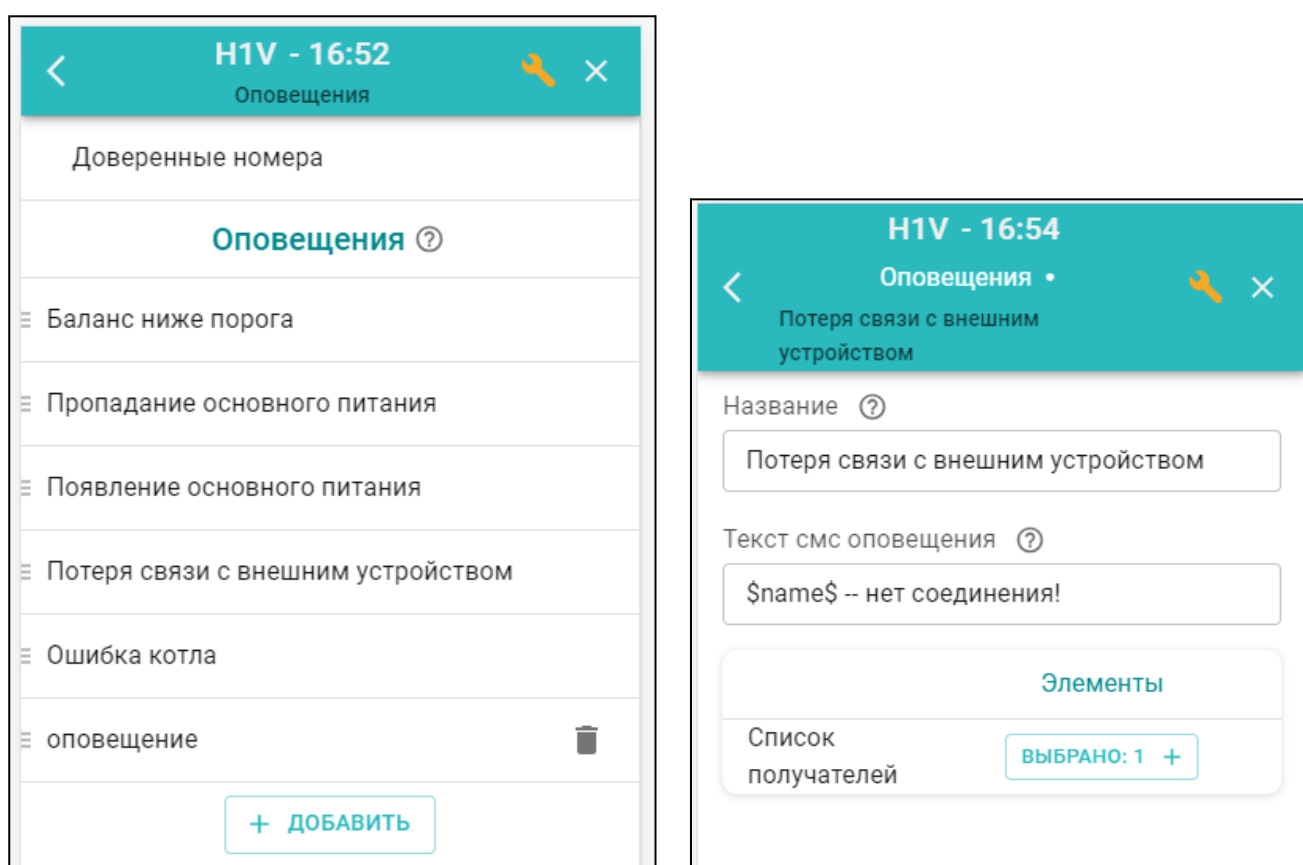 H1V - 16:52
Оповещения
Доверенные номера
Оповещения ?
Баланс ниже порога
Пропадание основного питания
Появление основного питания
Потеря связи с внешним устройством
Ошибка котла
оповещение
+ ДОБАВИТЬ
H1V - 16:54
Оповещения •
Потеря связи с внешним
устройством
Название ?
Потеря связи с внешним устройством
Текст смс оповещения ?
$name$ -- нет соединения!
Элементы
Список
получателей
ВЫБРАНО: 1 +